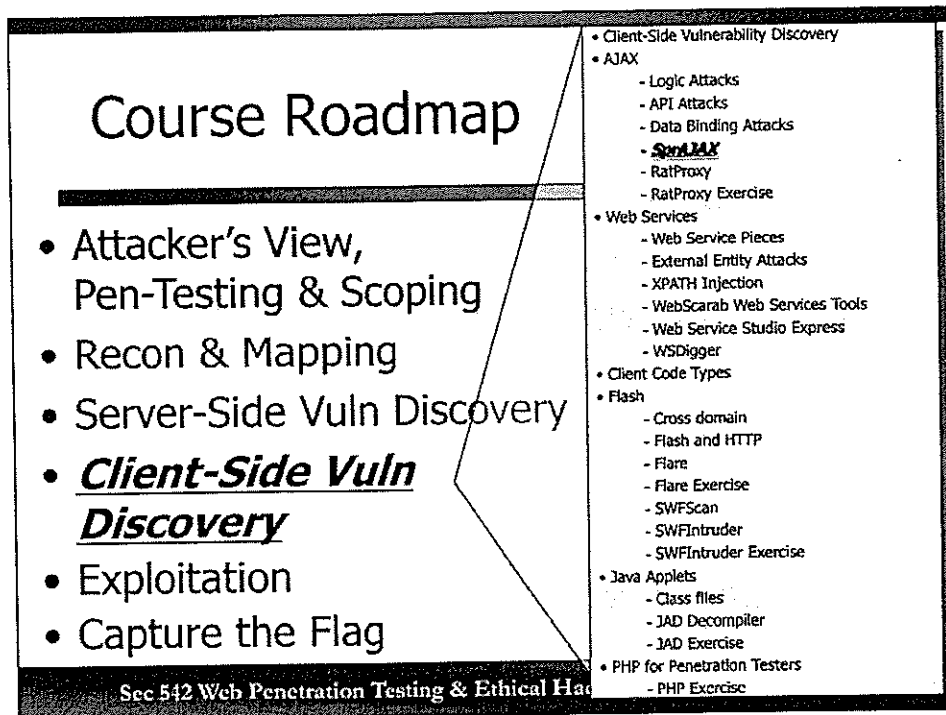 Course Roadmap
• Attacker's View,
Pen-Testing & Scoping
• Recon & Mapping
• Server-Side Vuln Discovery
• Client-Side Vuln
Discovery
• Exploitation
• Capture the Flag
Sec 542 Web Penetration Testing & Ethical Hac
• Client-Side Vulnerability Discovery
• AJAX
- Logic Attacks
- API Attacks
- Data Binding Attacks
- SprAJAX
- RatProxy
- RatProxy Exercise
• Web Services
- Web Service Pieces
- External Entity Attacks
- XPATH Injection
- WebScarab Web Services Tools
- Web Service Studio Express
- WSDigger
• Client Code Types
• Flash
- Cross domain
- Flash and HTTP
- Flare
- Flare Exercise
- SWFScan
- SWFIntruder
- SWFIntruder Exercise
• Java Applets
- Class files
- JAD Decompiler
- JAD Exercise
• PHP for Penetration Testers
- PHP Exercise